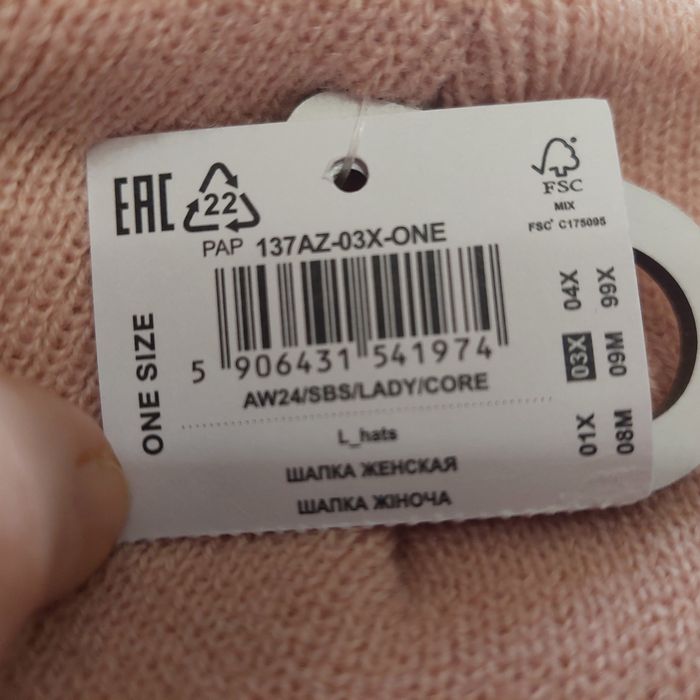 EAC
22
PAP
137AZ-03X-ONE
FSC
MIX
FSC® C175095
ONE SIZE
5 906431 541974
AW24/SBS/LADY/CORE
L_hats
ШАПКА ЖЕНСКАЯ
ШАПКА ЖІНОЧА
01X 03X 04X
08M 09M 99X